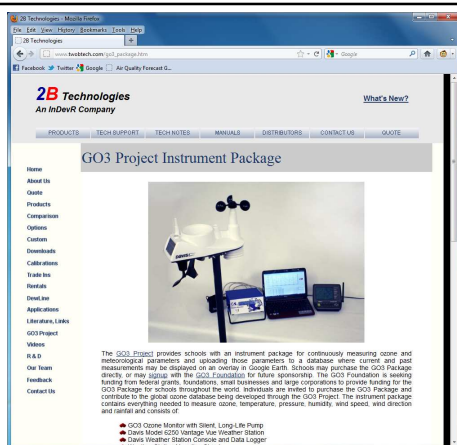 2B Technologies - Mozilla Firefox
File Edit View History Bookmarks Tools Help
2B Technologies
www.twobtech.com/go3_package.htm
Google
Facebook Twitter Google Air Quality Forecast G...
2B Technologies
An InDevR Company
What's New?
PRODUCTS TECH SUPPORT TECH NOTES MANUALS DISTRIBUTORS CONTACT US QUOTE
GO3 Project Instrument Package
Home
About Us
Quote
Products
Comparison
Options
Custom
Downloads
Calibrations
Trade Ins
Rentals
DewLine
Applications
Literature, Links
GO3 Project
Videos
R & D
Our Team
Feedback
Contact Us
The GO3 Project provides schools with an instrument package for continuously measuring ozone and
meteorological parameters and uploading those parameters to a database where current and past
measurements may be displayed on an overlay in Google Earth. Schools may purchase the GO3 Package
directly, or may signup with the GO3 Foundation for future sponsorship. The GO3 Foundation is seeking
funding from federal grants, foundations, small businesses and large corporations to provide funding for the
GO3 Package for schools throughout the world. Individuals are invited to purchase the GO3 Package and
contribute to the global ozone database being developed through the GO3 Project. The instrument package
contains everything needed to measure ozone, temperature, pressure, humidity, wind speed, wind direction
and rainfall and consists of:
GO3 Ozone Monitor with Silent, Long-Life Pump
Davis Model 6250 Vantage Vue Weather Station
Davis Weather Station Console and Data Logger